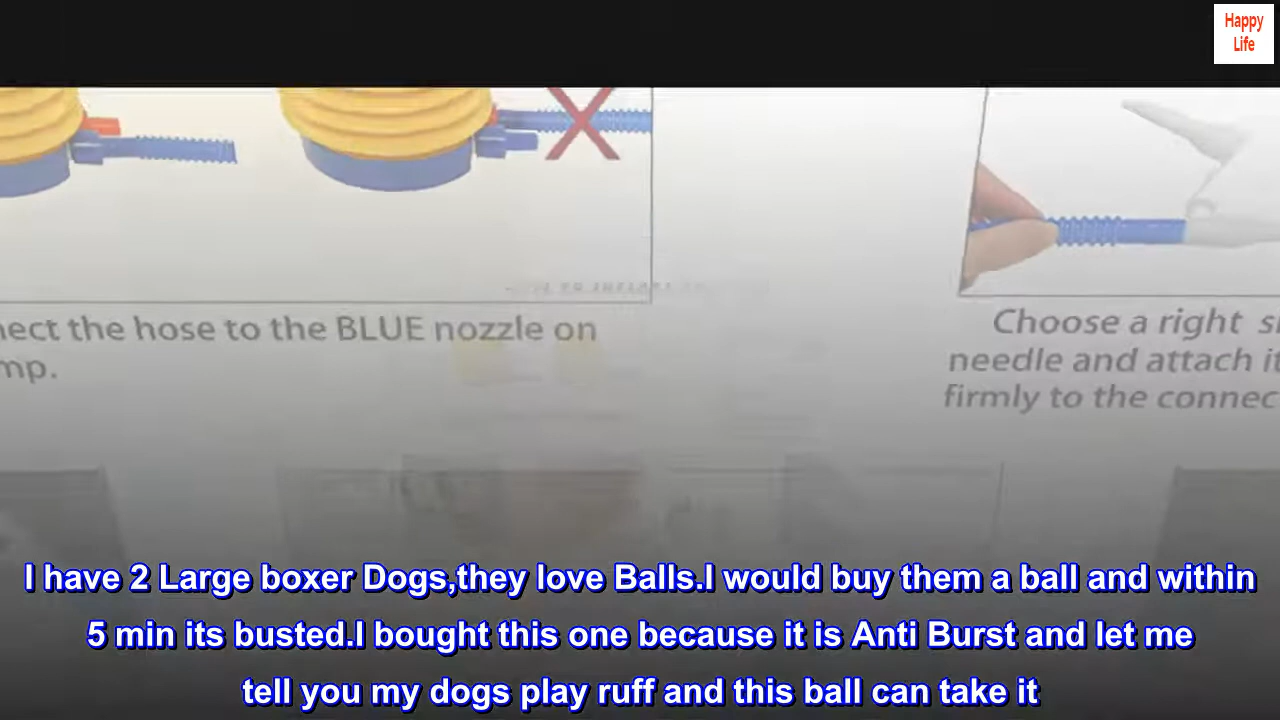 Happy
Life
nect the hose to the BLUE nozzle on
mp.
Choose a right
needle and attach it
firmly to the connec
I have 2 Large boxer Dogs,they love Balls.I would buy them a ball and within
5 min its busted.I bought this one because it is Anti Burst and let me
tell you my dogs play ruff and this ball can take it